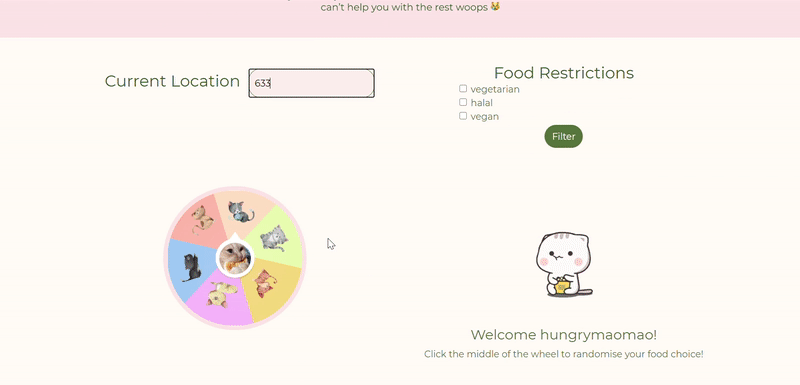 can't help you with the rest woops 😿
Current Location
633
Food Restrictions
vegetarian
halal
vegan
Filter
Welcome hungrymaomao!
Click the middle of the wheel to randomise your food choice!